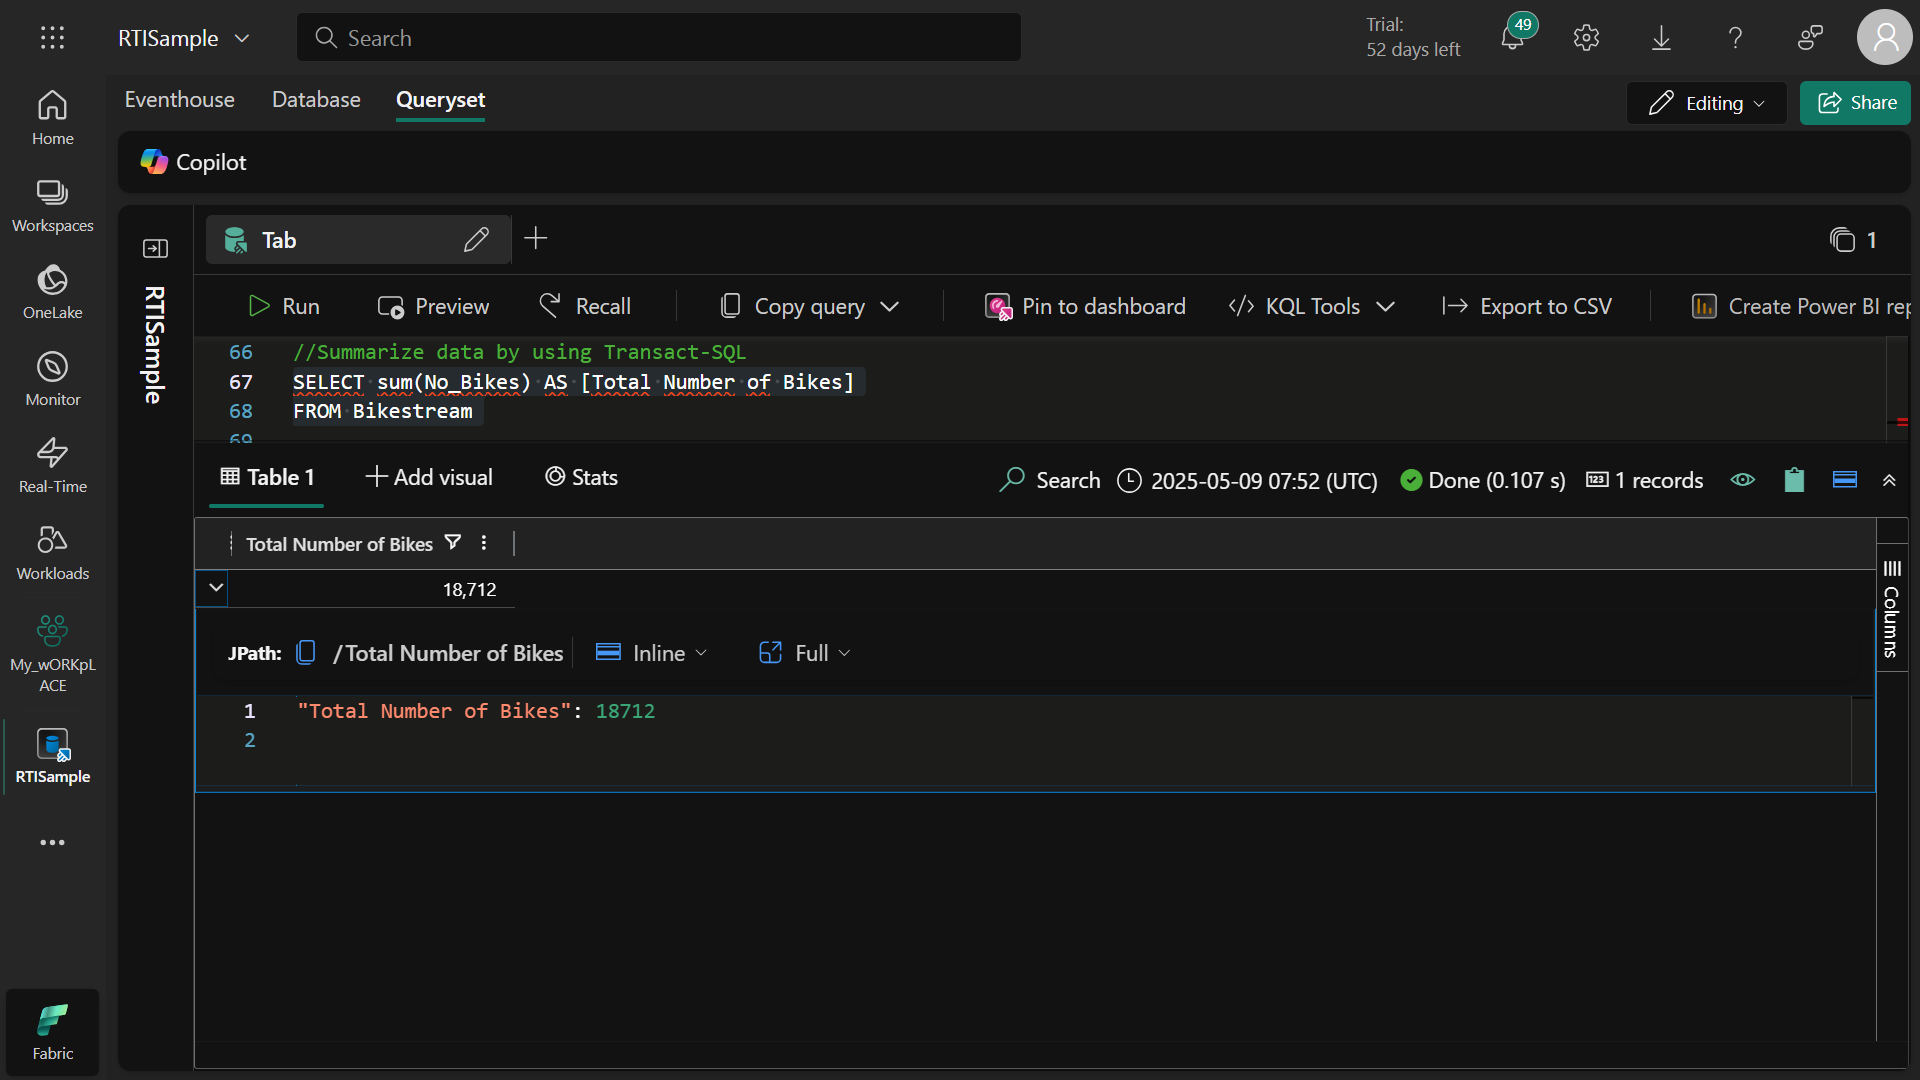 RTISample
Search
Trial:
52 days left
49
Home
Workspaces
OneLake
Monitor
Real-Time
Workloads
My_wORKpL
ACE
RTISample
Fabric
Eventhouse Database Queryset
Editing
Share
Copilot
RTISample
Tab
1
Run Preview Recall Copy query Pin to dashboard KQL Tools Export to CSV Create Power BI rep
66 //Summarize data by using Transact-SQL
67 SELECT sum(No_Bikes) AS [Total Number of Bikes]
68 FROM Bikestream
69
Table 1 Add visual Stats Search 2025-05-09 07:52 (UTC) Done (0.107 s) 1 records
Total Number of Bikes
18,712
Columns
JPath: /Total Number of Bikes Inline Full
1 "Total Number of Bikes": 18712
2